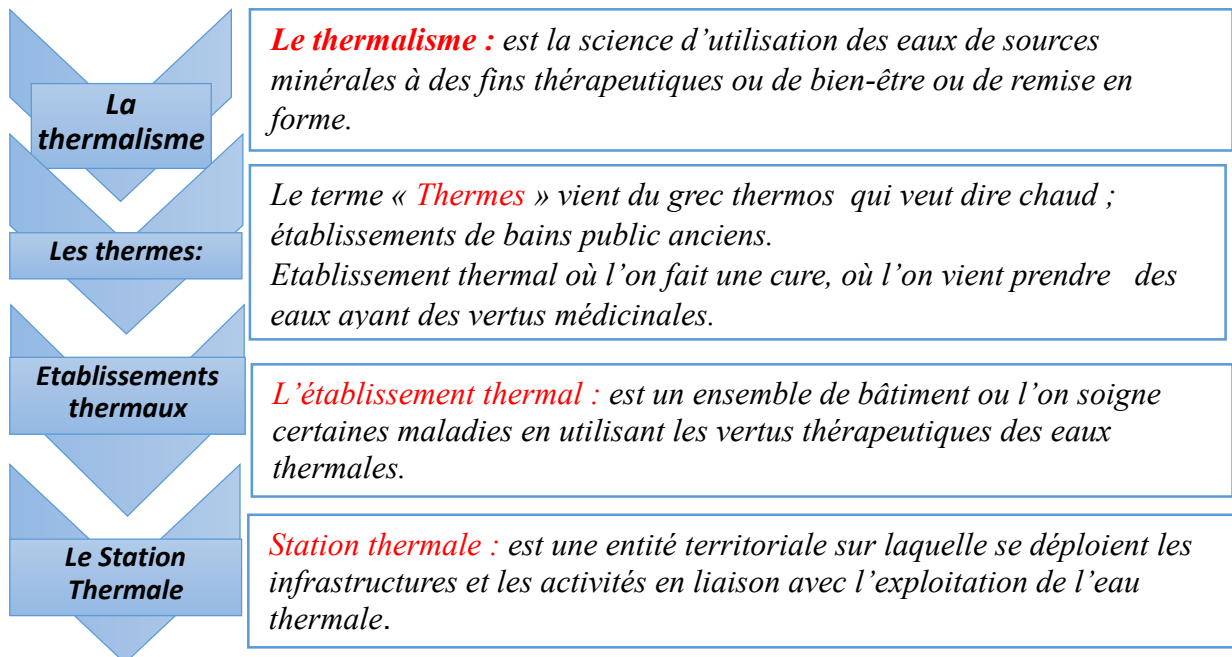 La
thermalisme
Le thermalisme : est la science d’utilisation des eaux de sources
minérales à des fins thérapeutiques ou de bien-être ou de remise en
forme.
Les thermes:
Le terme « Thermes » vient du grec thermos qui veut dire chaud ;
établissements de bains public anciens.
Etablissement thermal où l’on fait une cure, où l’on vient prendre des
eaux ayant des vertus médicinales.
Etablissements
thermaux
L’établissement thermal : est un ensemble de bâtiment ou l’on soigne
certaines maladies en utilisant les vertus thérapeutiques des eaux
thermales.
Le Station
Thermale
Station thermale : est une entité territoriale sur laquelle se déploient les
infrastructures et les activités en liaison avec l’exploitation de l’eau
thermale.